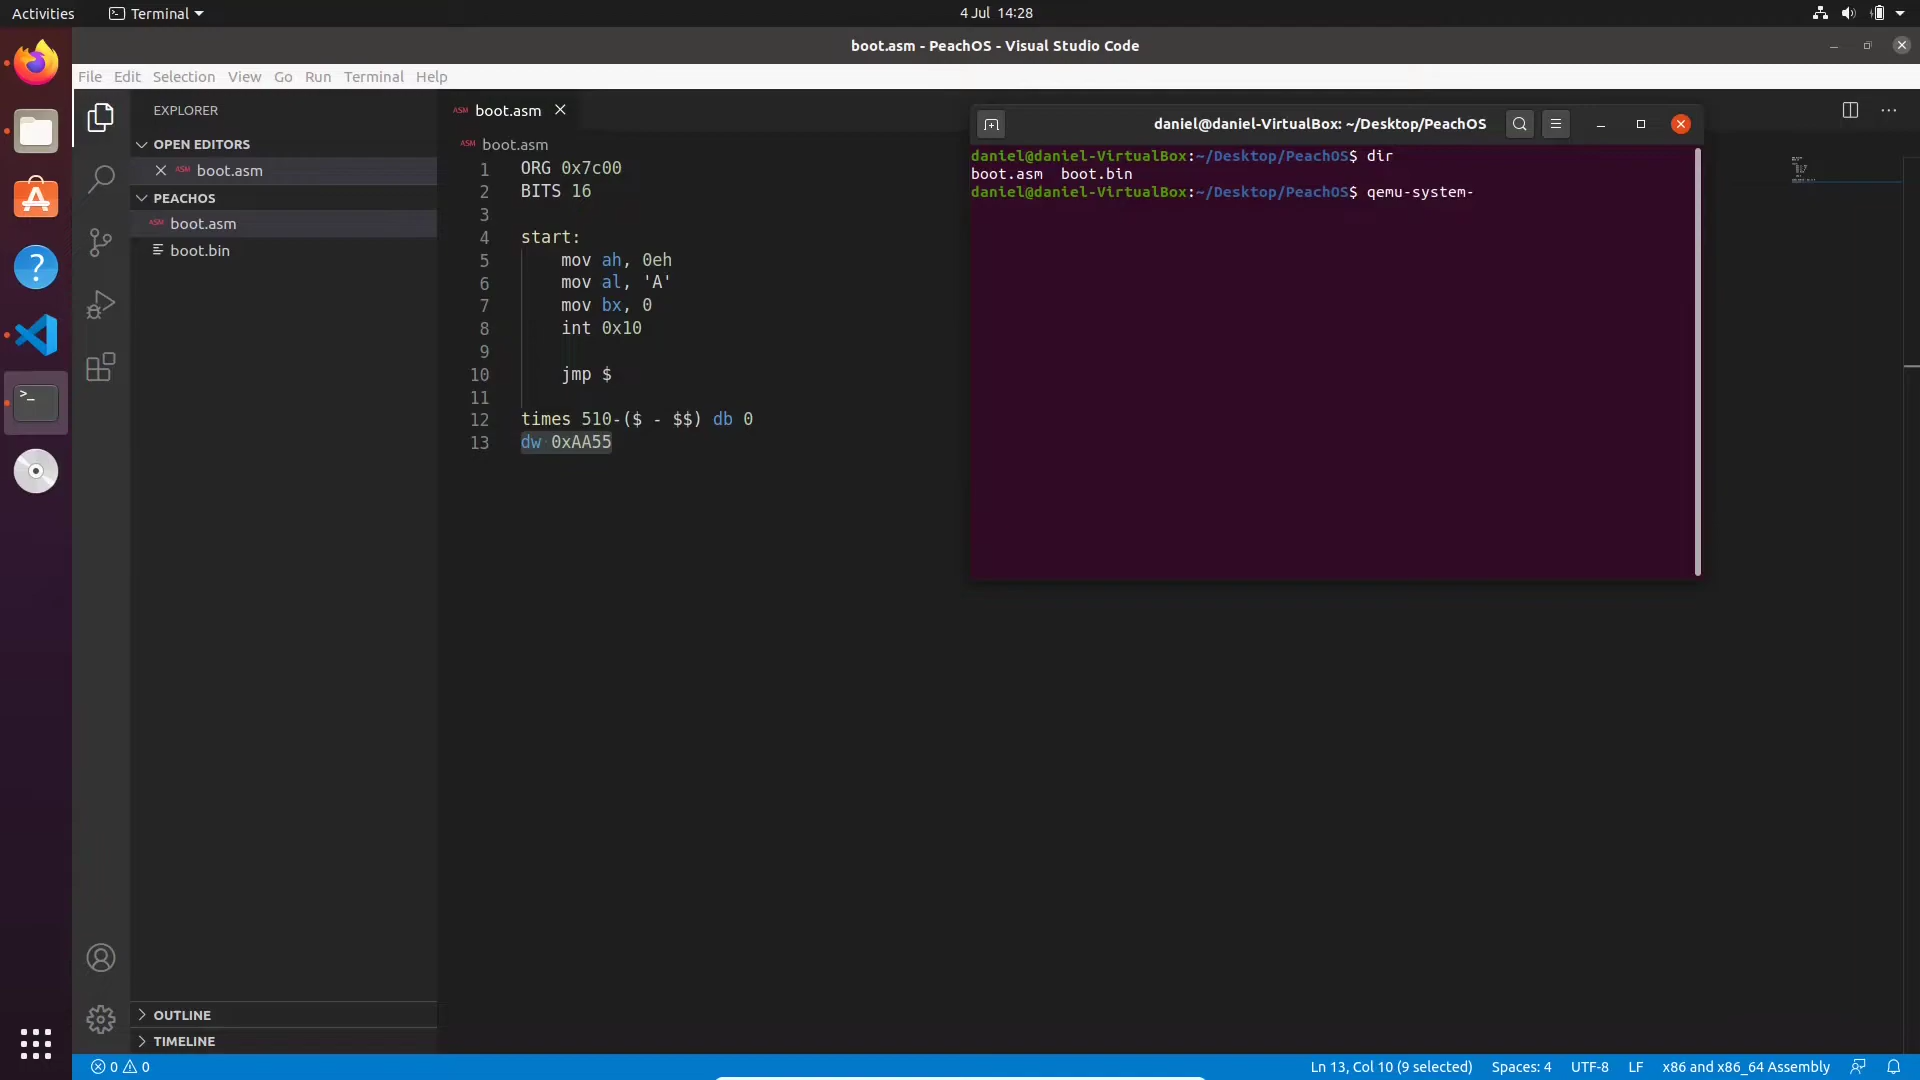 Activities
Terminal
4 Jul 14:28
boot.asm - PeachOS - Visual Studio Code
File Edit Selection View Go Run Terminal Help
EXPLORER
OPEN EDITORS
ASM boot.asm
PEACHOS
ASM boot.asm
boot.bin
OUTLINE
TIMELINE
ASM boot.asm
ASM boot.asm
1 ORG 0x7c00
2 BITS 16
3
4 start:
5 mov ah, 0eh
6 mov al, 'A'
7 mov bx, 0
8 int 0x10
9
10 jmp $
11
12 times 510-($ - $$) db 0
13 dw 0xAA55
daniel@daniel-VirtualBox: ~/Desktop/PeachOS
daniel@daniel-VirtualBox:~/Desktop/PeachOS$ dir
boot.asm  boot.bin
daniel@daniel-VirtualBox:~/Desktop/PeachOS$ qemu-system-
0 0
Ln 13, Col 10 (9 selected)
Spaces: 4
UTF-8
LF
x86 and x86_64 Assembly